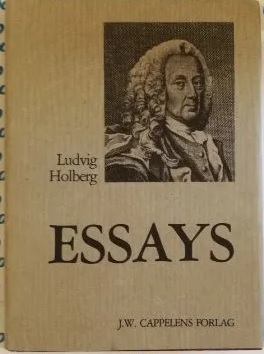 Ludvig
Holberg
ESSAYS
J.W. CAPPELENS FORLAG